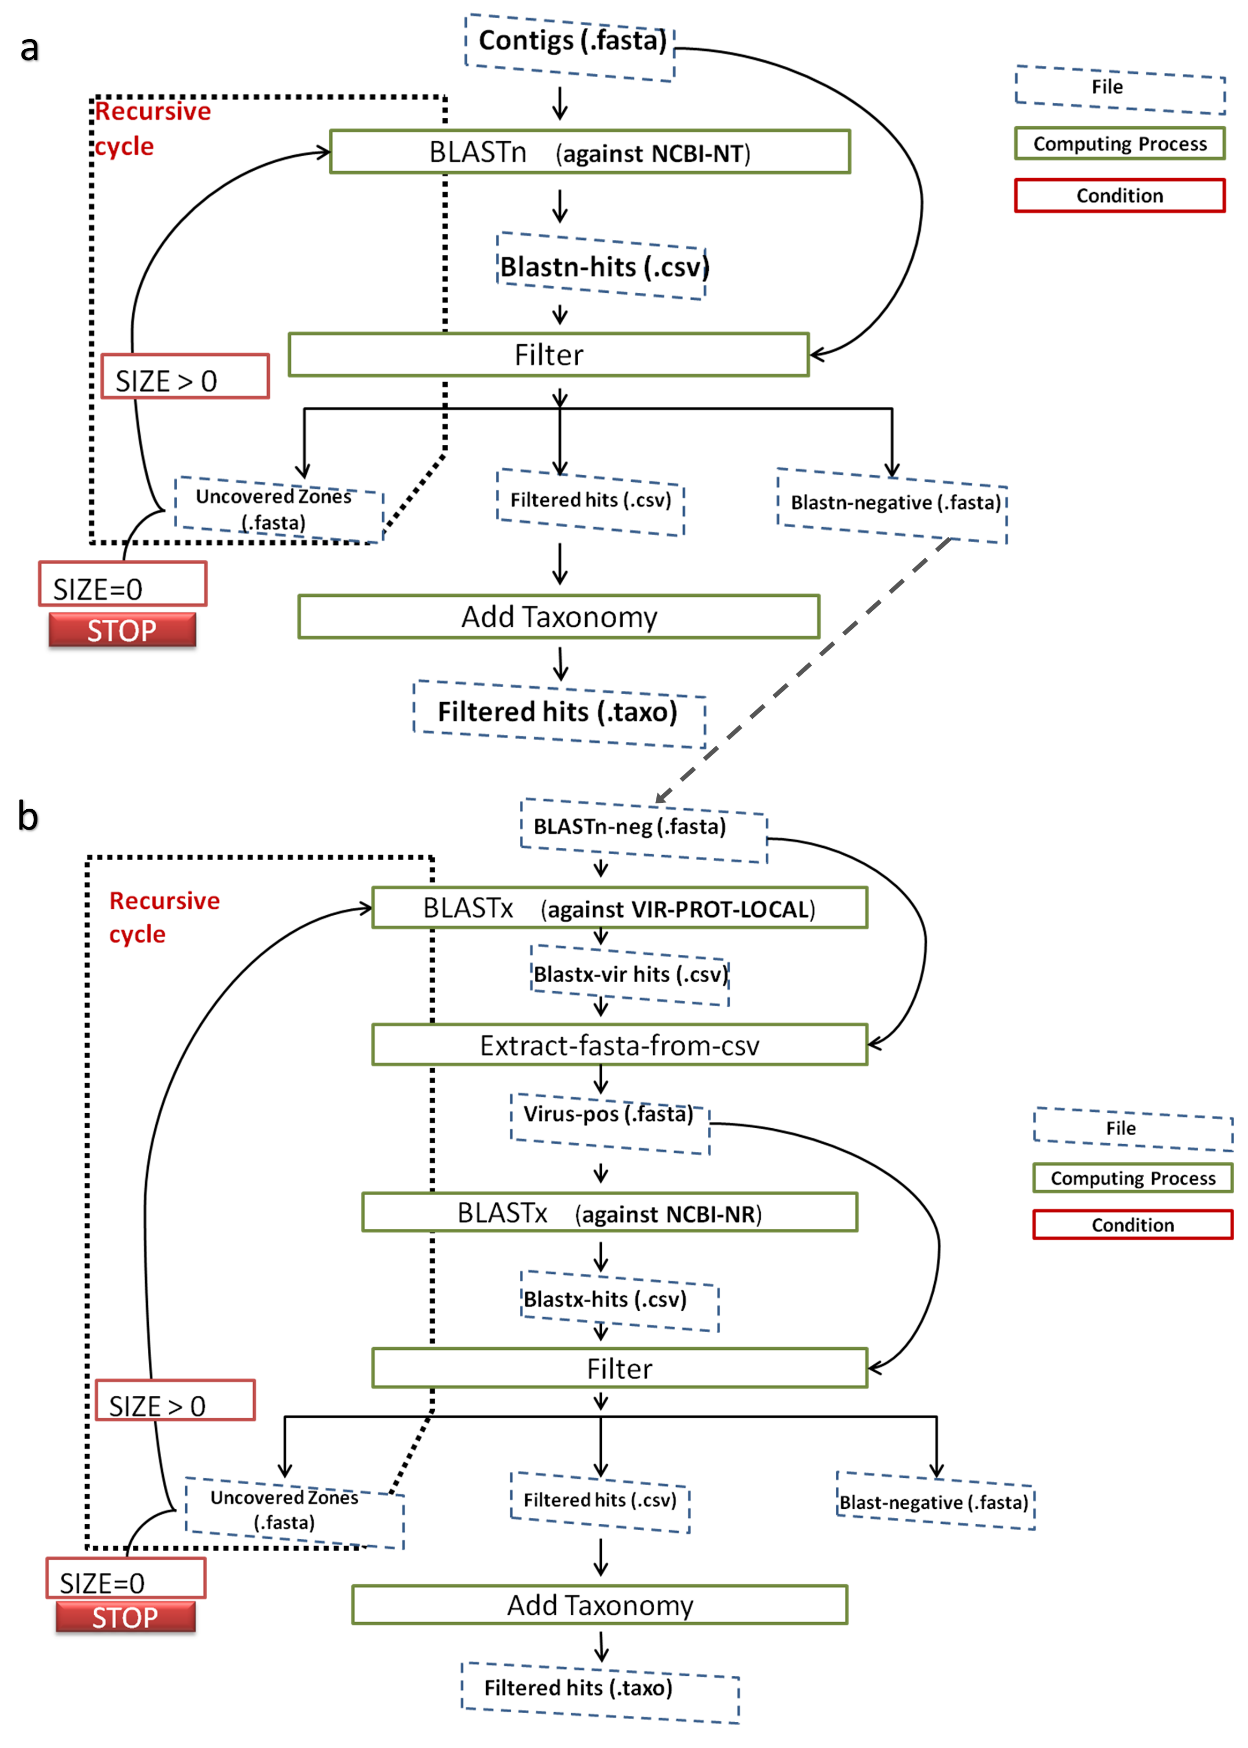 a
Contigs (.fasta)
File
Computing Process
Condition
Recursive
cycle
BLASTn (against NCBI-NT)
Blastn-hits (.csv)
Filter
SIZE > 0
Uncovered Zones
(.fasta)
Filtered hits (.csv)
Blastn-negative (.fasta)
SIZE=0
STOP
Add Taxonomy
Filtered hits (.taxo)
b
BLASTn-neg (.fasta)
Recursive
cycle
BLASTx (against VIR-PROT-LOCAL)
Blastx-vir hits (.csv)
Extract-fasta-from-csv
Virus-pos (.fasta)
File
Computing Process
Condition
BLASTx (against NCBI-NR)
Blastx-hits (.csv)
Filter
SIZE > 0
Uncovered Zones
(.fasta)
Filtered hits (.csv)
Blast-negative (.fasta)
SIZE=0
STOP
Add Taxonomy
Filtered hits (.taxo)